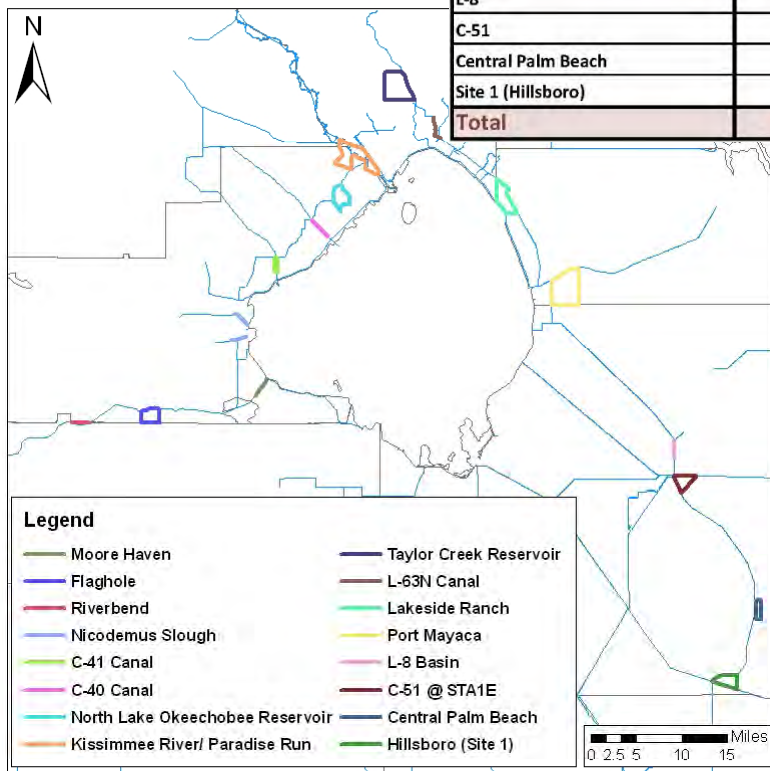 L-8
C-51
Central Palm Beach
Site 1 (Hillsboro)
Total
N
Legend
Moore Haven
Flaghole
Riverbend
Nicodemus Slough
C-41 Canal
C-40 Canal
North Lake Okeechobee Reservoir
Kissimmee River/ Paradise Run
Taylor Creek Reservoir
L-63N Canal
Lakeside Ranch
Port Mayaca
L-8 Basin
C-51 @ STA1E
Central Palm Beach
Hillsboro (Site 1)
Miles
0 2.5 5 10 15